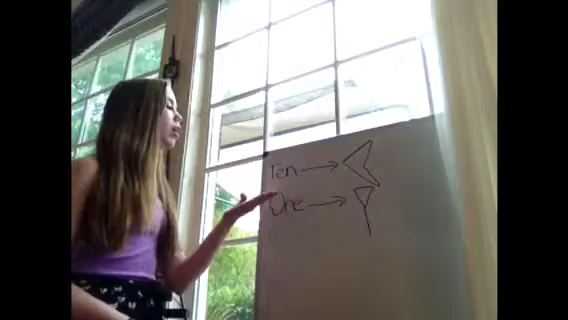 Ten →
One →